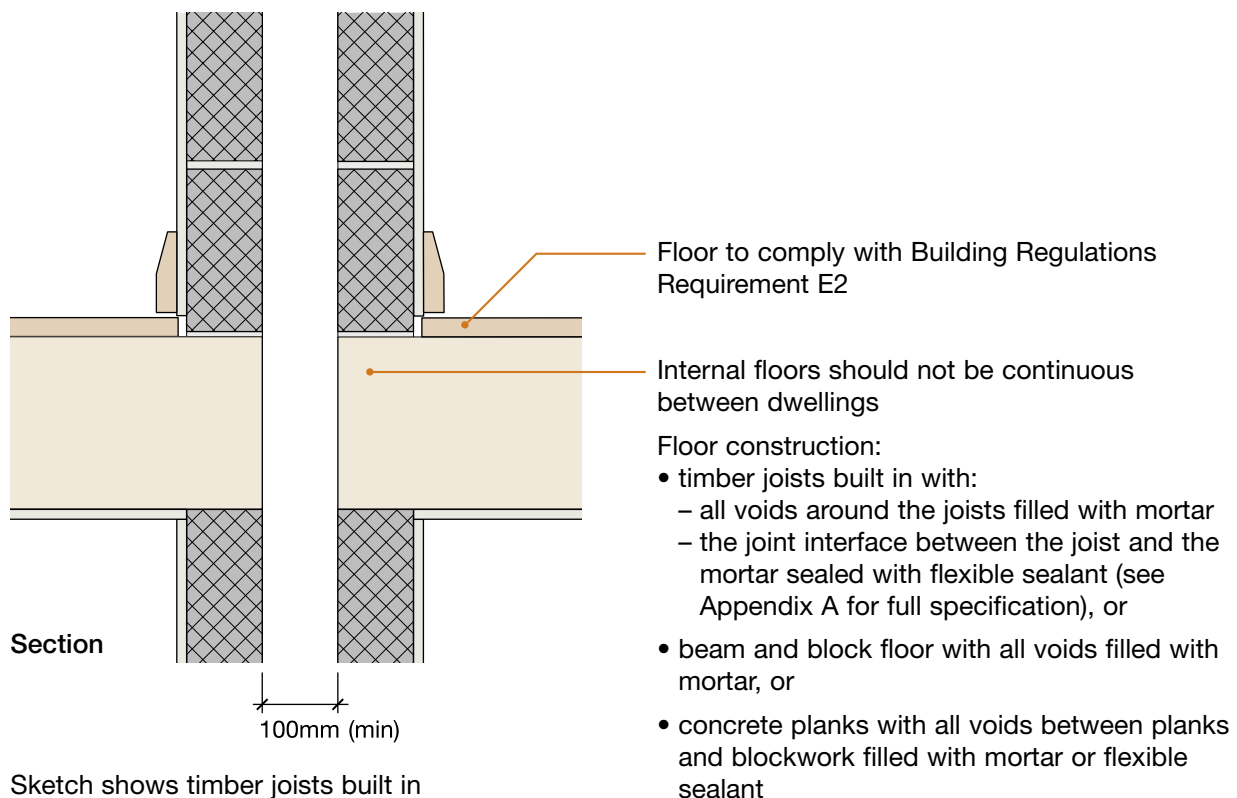 Floor to comply with Building Regulations
Requirement E2
Internal floors should not be continuous
between dwellings
Floor construction:
• timber joists built in with:
– all voids around the joists filled with mortar
– the joint interface between the joist and the
mortar sealed with flexible sealant (see
Appendix A for full specification), or
• beam and block floor with all voids filled with
mortar, or
• concrete planks with all voids between planks
and blockwork filled with mortar or flexible
sealant
Section
100mm (min)
Sketch shows timber joists built in